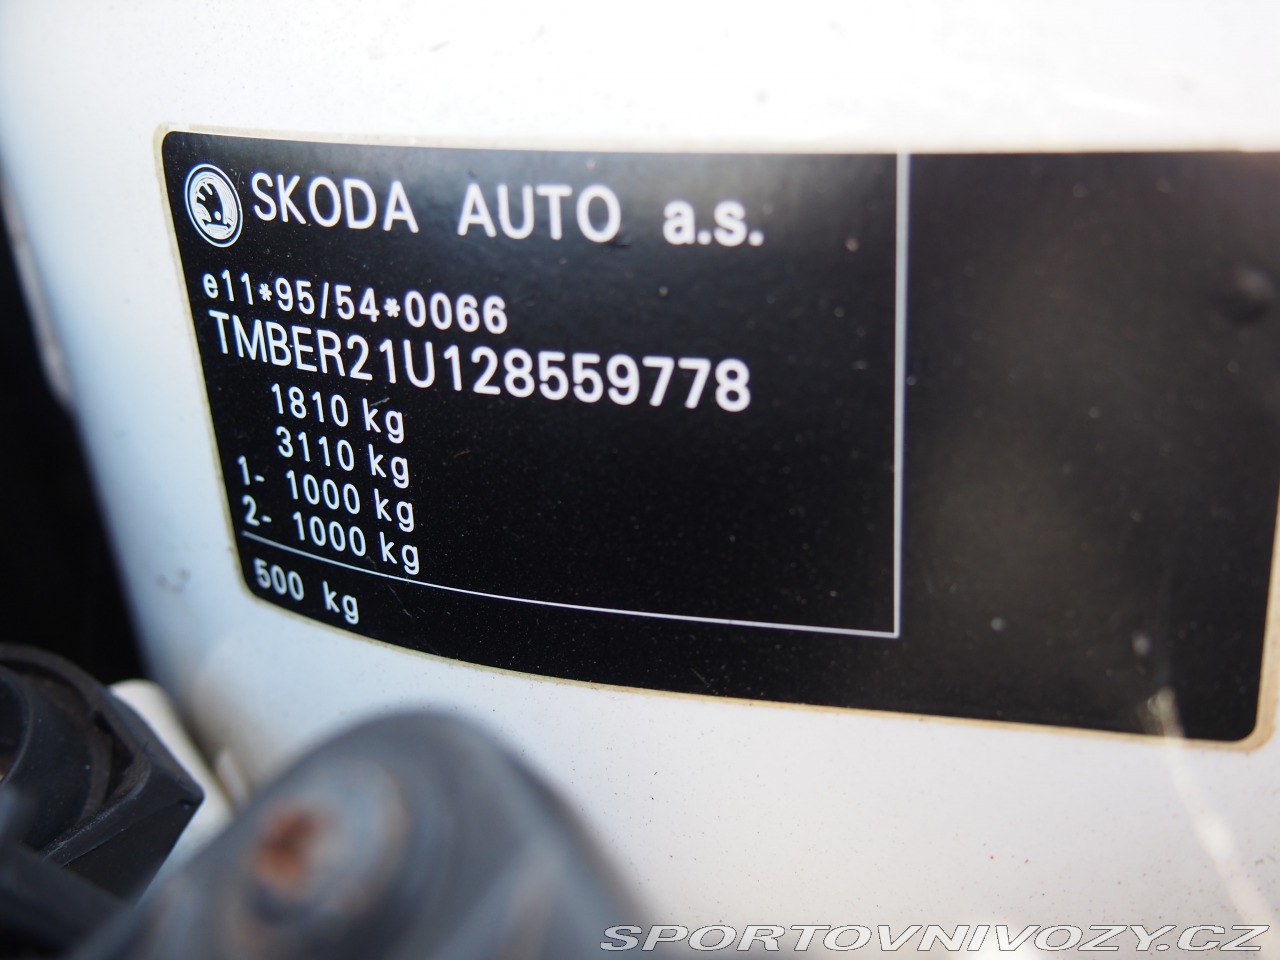 SKODA AUTO a.s.
e11*95/54*0066
TMBER21U128559778
1810 kg
3110 kg
1- 1000 kg
2- 1000 kg
500 kg
SPORTOVNIVOZY.CZ